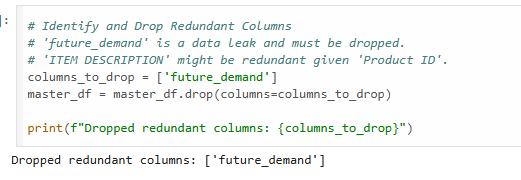 ]:
# Identify and Drop Redundant Columns
# 'future_demand' is a data leak and must be dropped.
# 'ITEM DESCRIPTION' might be redundant given 'Product ID'.
columns_to_drop = ['future_demand']
master_df = master_df.drop(columns=columns_to_drop)

print(f"Dropped redundant columns: {columns_to_drop}")
Dropped redundant columns: ['future_demand']